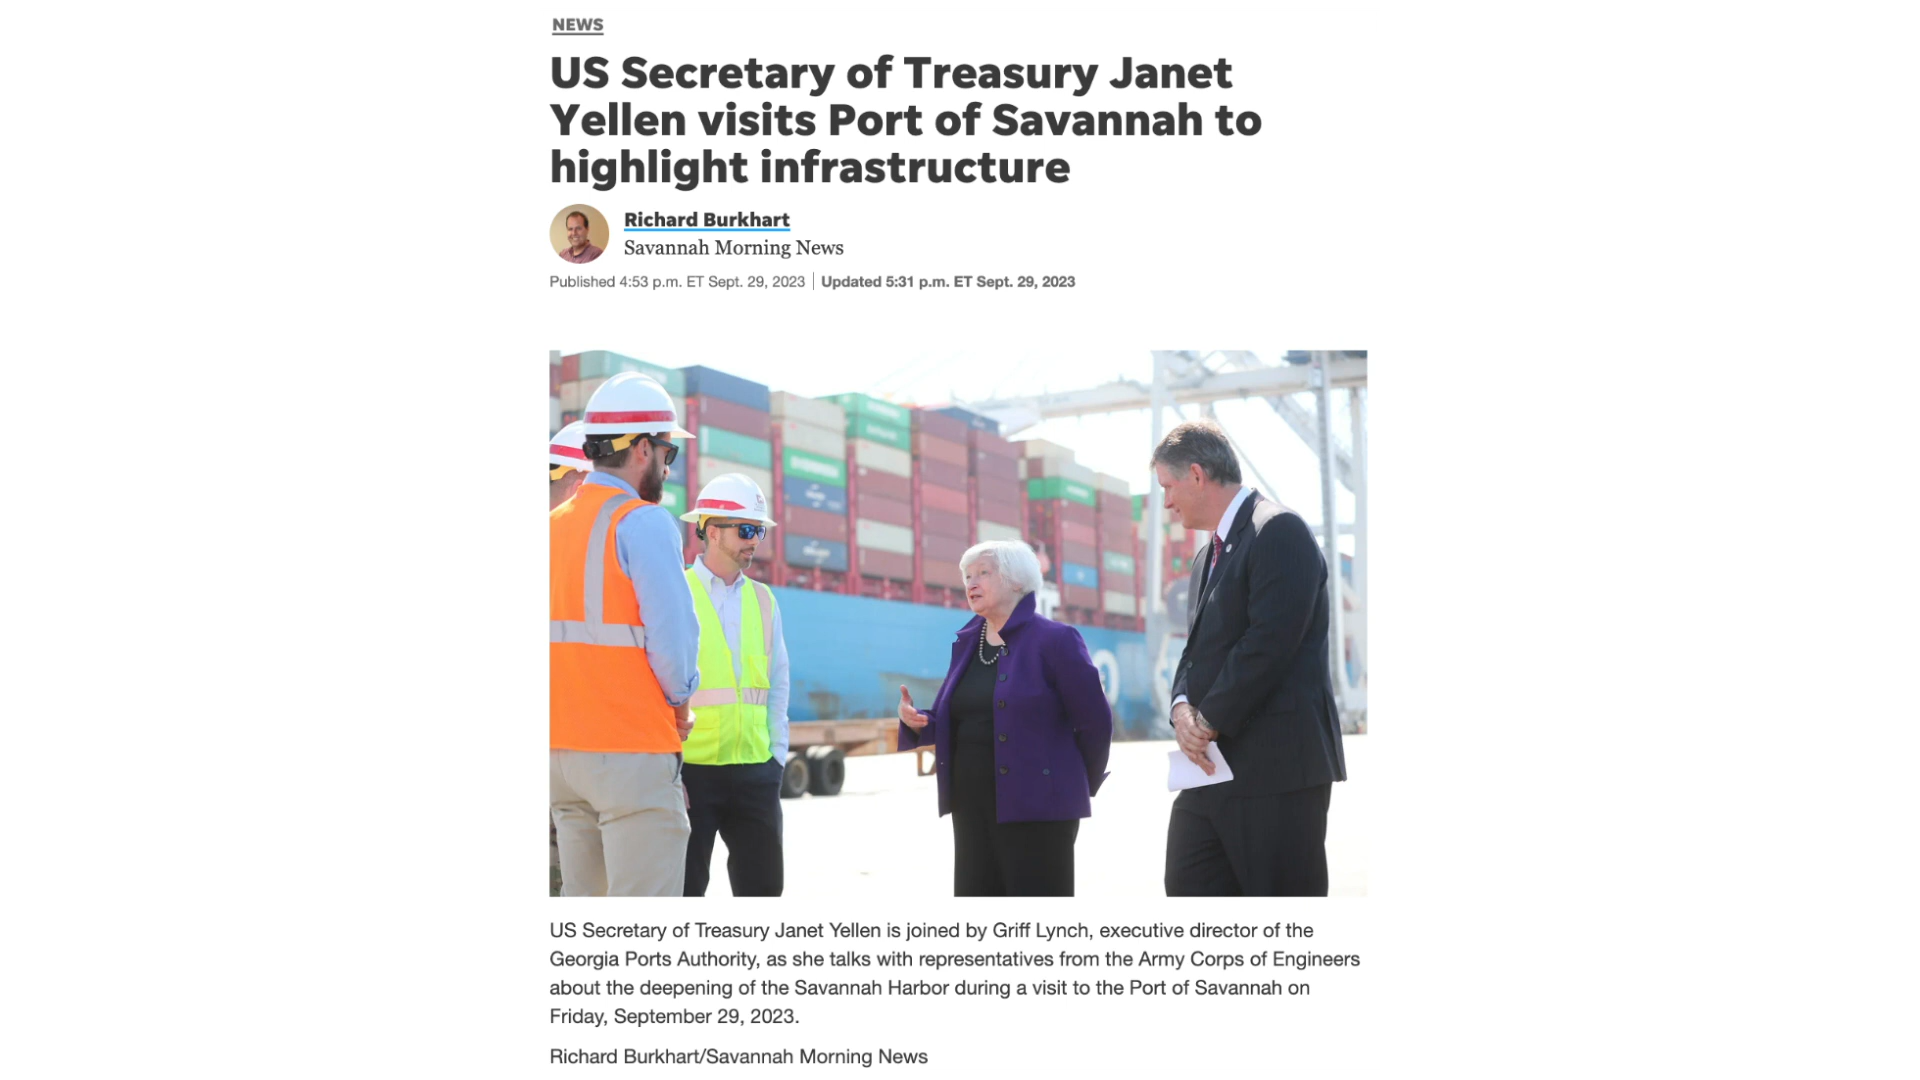 NEWS
US Secretary of Treasury Janet
Yellen visits Port of Savannah to
highlight infrastructure
Richard Burkhart
Savannah Morning News
Published 4:53 p.m. ET Sept. 29, 2023 | Updated 5:31 p.m. ET Sept. 29, 2023
US Secretary of Treasury Janet Yellen is joined by Griff Lynch, executive director of the
Georgia Ports Authority, as she talks with representatives from the Army Corps of Engineers
about the deepening of the Savannah Harbor during a visit to the Port of Savannah on
Friday, September 29, 2023.
Richard Burkhart/Savannah Morning News